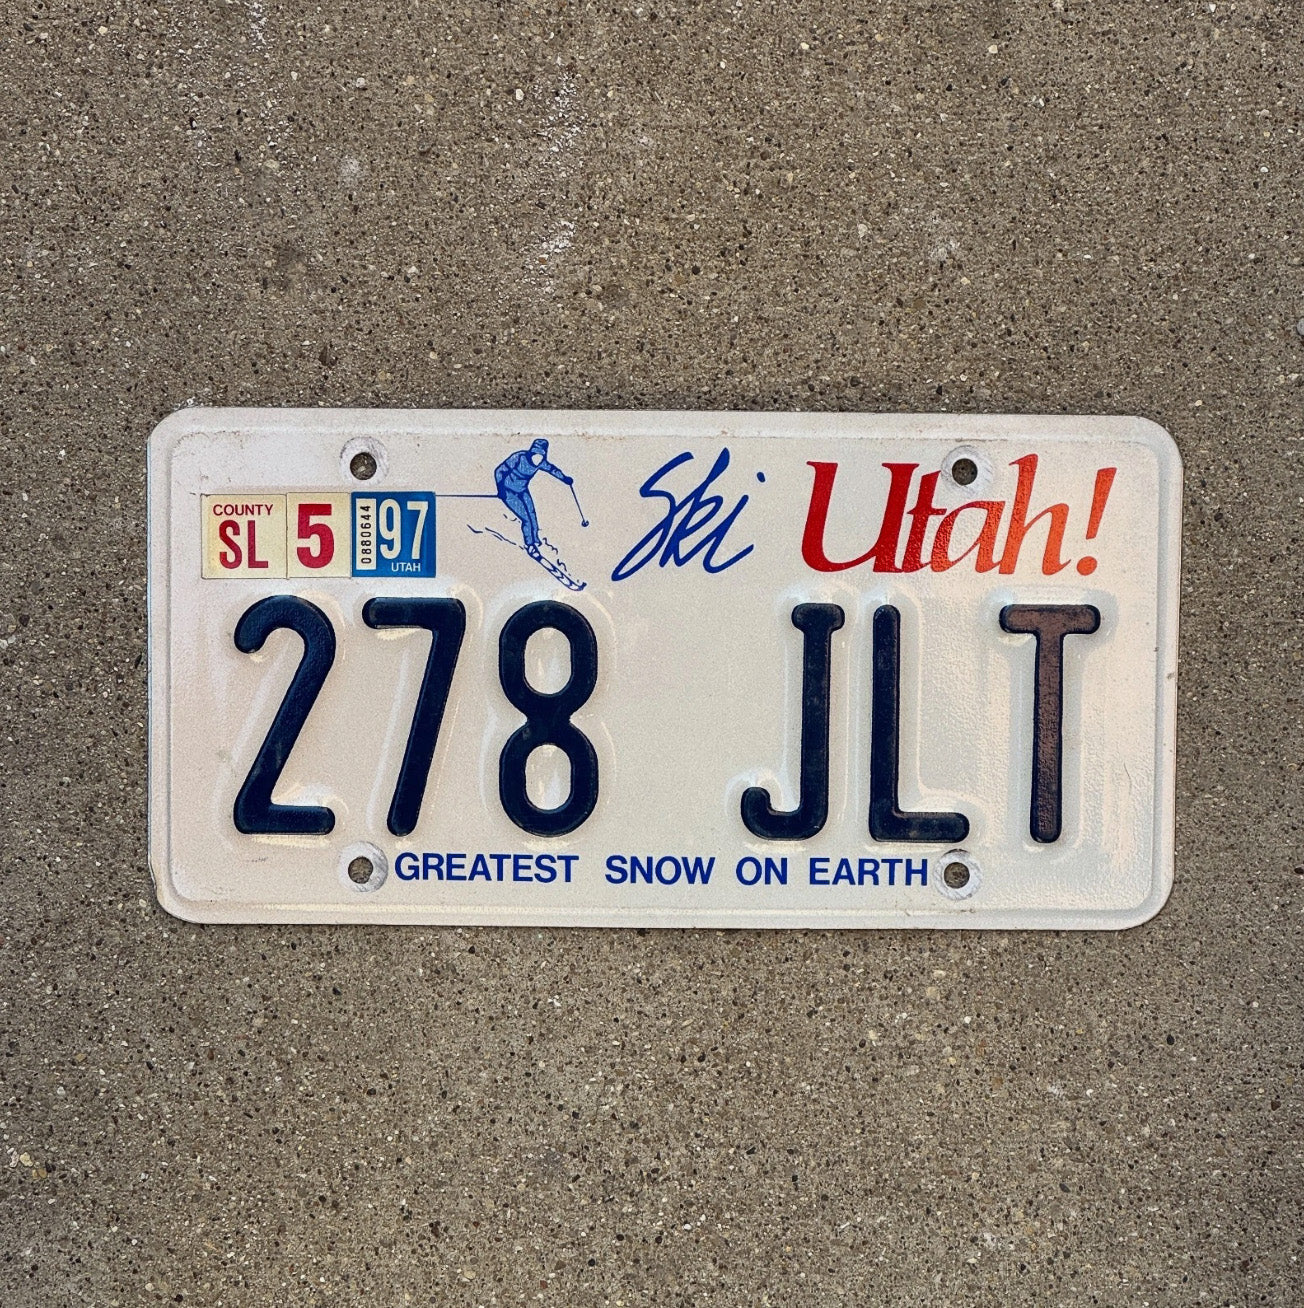 Ski Utah!
COUNTY
SL 5 0880644 97
UTAH
278 JLT
GREATEST SNOW ON EARTH